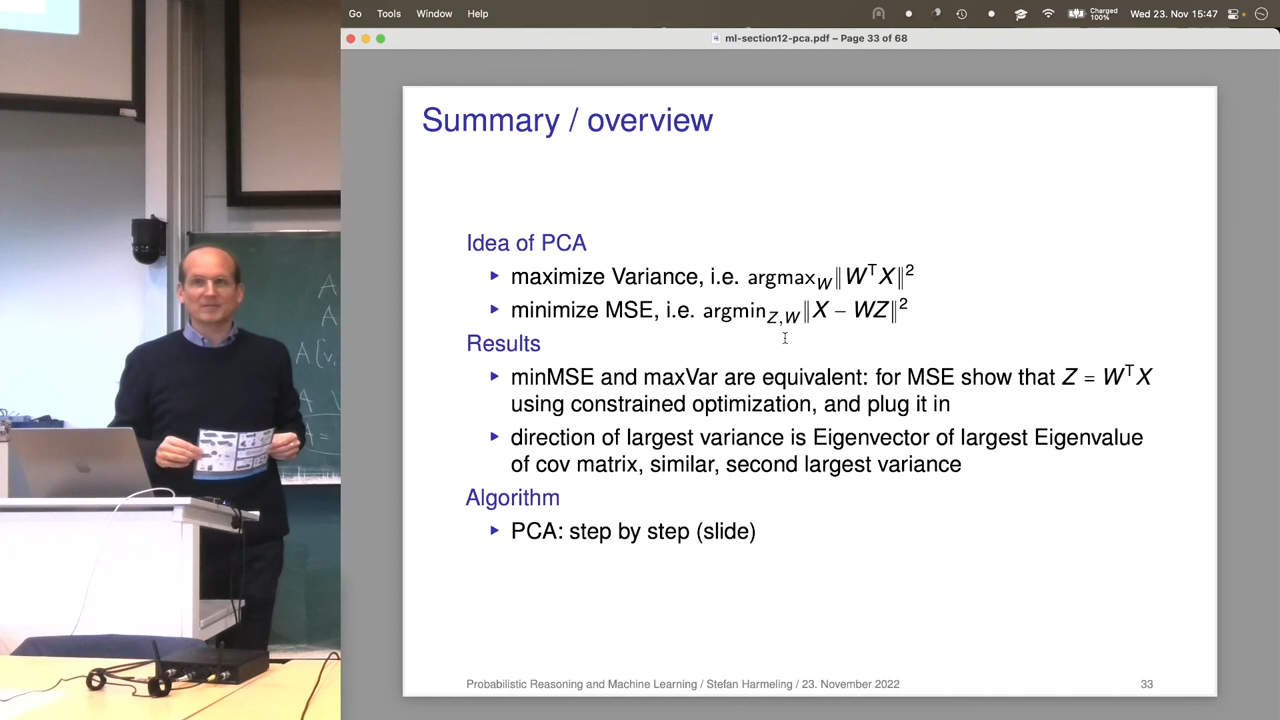 Go Tools Window Help Charged 100% Wed 23. Nov 15:47
ml-section12-pca.pdf – Page 33 of 68
Summary / overview
Idea of PCA
maximize Variance, i.e. argmax_W‖WᵀX‖²
minimize MSE, i.e. argmin_{Z,W}‖X − WZ‖²
Results
minMSE and maxVar are equivalent: for MSE show that Z = WᵀX
using constrained optimization, and plug it in
direction of largest variance is Eigenvector of largest Eigenvalue
of cov matrix, similar, second largest variance
Algorithm
PCA: step by step (slide)
Probabilistic Reasoning and Machine Learning / Stefan Harmeling / 23. November 2022 33